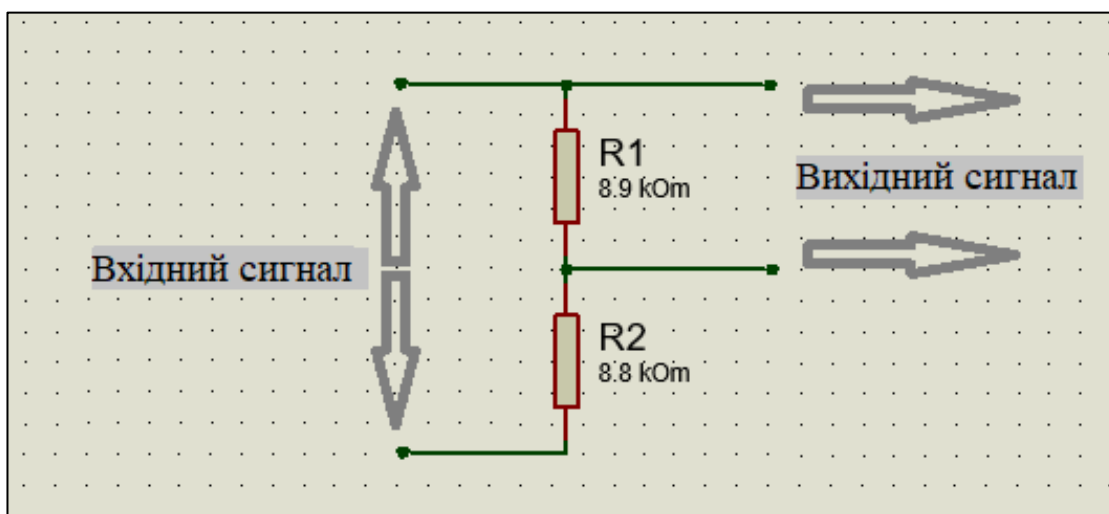 R1
8.9 kOm
Вихідний сигнал
Вхідний сигнал
R2
8.8 kOm